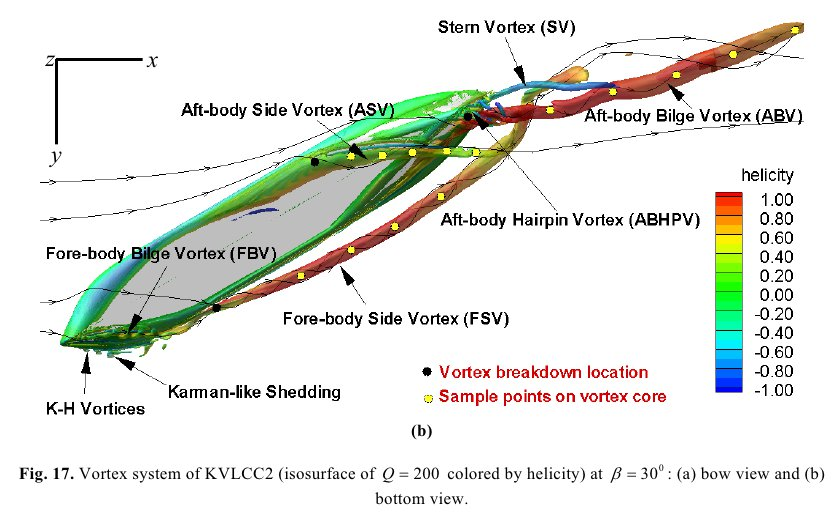 Stern Vortex (SV)
z
x
Aft-body Side Vortex (ASV)
Aft-body Bilge Vortex (ABV)
y
helicity
1.00
0.80
0.60
0.40
0.20
0.00
-0.20
-0.40
-0.60
-0.80
-1.00
Aft-body Hairpin Vortex (ABHPV)
Fore-body Bilge Vortex (FBV)
Fore-body Side Vortex (FSV)
Vortex breakdown location
Karman-like Shedding
Sample points on vortex core
K-H Vortices
(b)
Fig. 17. Vortex system of KVLCC2 (isosurface of Q = 200 colored by helicity) at β = 30⁰: (a) bow view and (b)
bottom view.